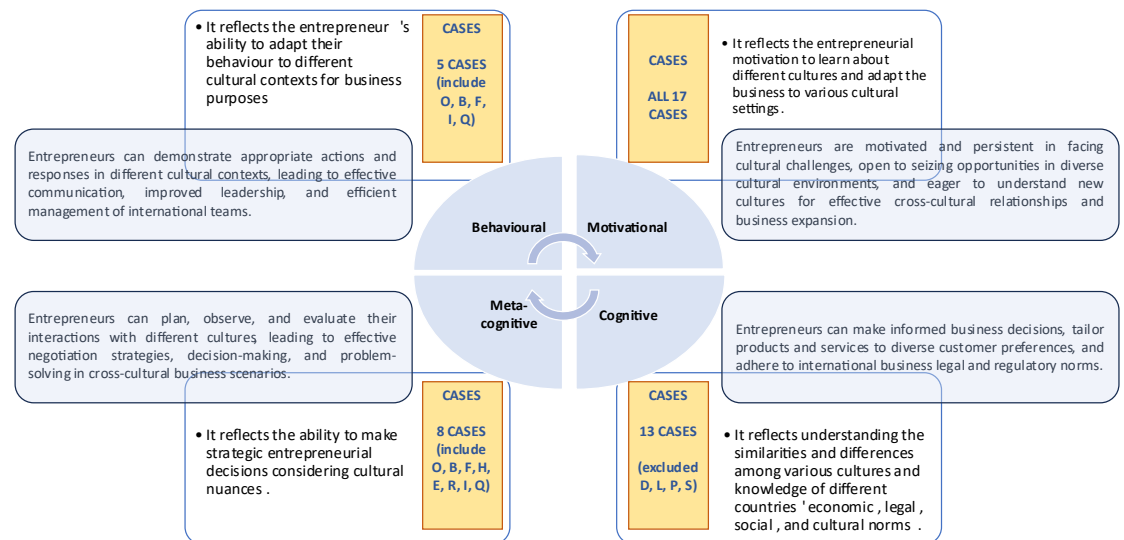 • It reflects the entrepreneur 's
ability to adapt their
behaviour to different
cultural contexts for business
purposes
CASES
5 CASES
(include
O, B, F,
I, Q)
Entrepreneurs can demonstrate appropriate actions and
responses in different cultural contexts, leading to effective
communication, improved leadership, and efficient
management of international teams.
CASES
ALL 17
CASES
• It reflects the entrepreneurial
motivation to learn about
different cultures and adapt the
business to various cultural
settings .
Entrepreneurs are motivated and persistent in facing
cultural challenges, open to seizing opportunities in diverse
cultural environments, and eager to understand new
cultures for effective cross-cultural relationships and
business expansion.
Behavioural
Motivational
Meta-
cognitive
Cognitive
Entrepreneurs can plan, observe, and evaluate their
interactions with different cultures, leading to effective
negotiation strategies, decision-making, and problem-
solving in cross-cultural business scenarios.
• It reflects the ability to make
strategic entrepreneurial
decisions considering cultural
nuances .
CASES
8 CASES
(include
O, B, F, H,
E, R, I, Q)
Entrepreneurs can make informed business decisions, tailor
products and services to diverse customer preferences, and
adhere to international business legal and regulatory norms.
CASES
13 CASES
(excluded
D, L, P, S)
• It reflects understanding the
similarities and differences
among various cultures and
knowledge of different
countries ' economic , legal ,
social , and cultural norms .